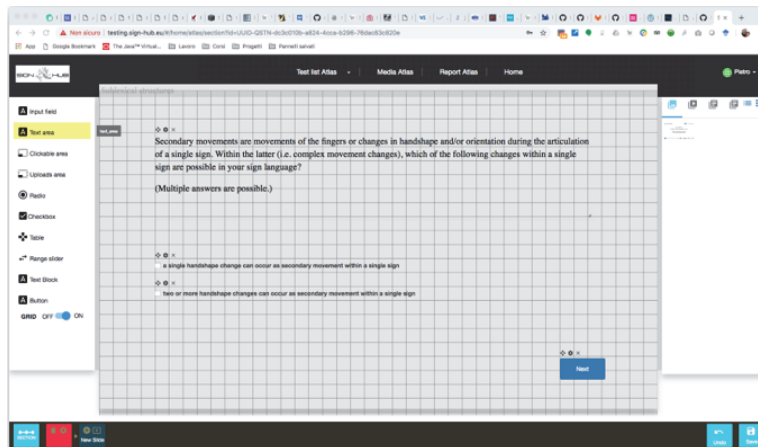 Non sicuro | testing.sign-hub.eu/#/home/atlas/section?id=UUID-QSTN-dc3c010b-a824-4cca-b296-76dac83c820e
App Google Bookmark The Java™ Virtual... Lavoro Corsi Progetti Pannelli salvati
SIGN HUB
Test list Atlas Media Atlas Report Atlas Home
Pietro
Sublexical structures
Input field
Text area
text_area
Clickable area
Uploads area
Radio
Checkbox
Table
Range slider
Text Block
Button
GRID OFF ON
Secondary movements are movements of the fingers or changes in handshape and/or orientation during the articulation
of a single sign. Within the latter (i.e. complex movement changes), which of the following changes within a single
sign are possible in your sign language?
(Multiple answers are possible.)
a single handshape change can occur as secondary movement within a single sign
two or more handshape changes can occur as secondary movement within a single sign
Next
SECTION
New Slide
Undo
Save